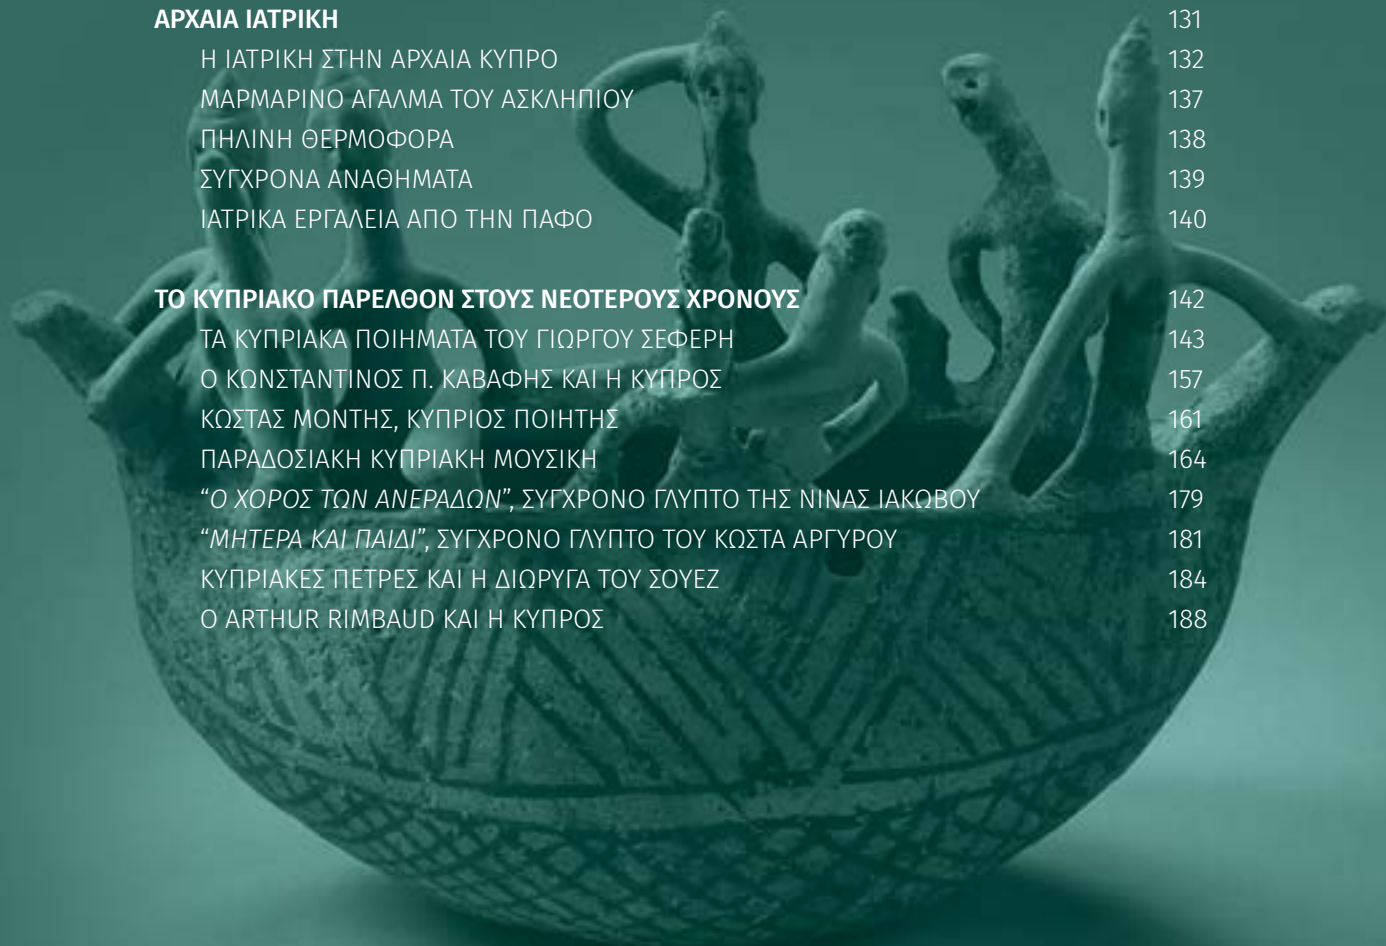 ΑΡΧΑΙΑ ΙΑΤΡΙΚΗ 131
Η ΙΑΤΡΙΚΗ ΣΤΗΝ ΑΡΧΑΙΑ ΚΥΠΡΟ 132
ΜΑΡΜΑΡΙΝΟ ΑΓΑΛΜΑ ΤΟΥ ΑΣΚΛΗΠΙΟΥ 137
ΠΗΛΙΝΗ ΘΕΡΜΟΦΟΡΑ 138
ΣΥΓΧΡΟΝΑ ΑΝΑΘΗΜΑΤΑ 139
ΙΑΤΡΙΚΑ ΕΡΓΑΛΕΙΑ ΑΠΟ ΤΗΝ ΠΑΦΟ 140
ΤΟ ΚΥΠΡΙΑΚΟ ΠΑΡΕΛΘΟΝ ΣΤΟΥΣ ΝΕΟΤΕΡΟΥΣ ΧΡΟΝΟΥΣ 142
ΤΑ ΚΥΠΡΙΑΚΑ ΠΟΙΗΜΑΤΑ ΤΟΥ ΓΙΩΡΓΟΥ ΣΕΦΕΡΗ 143
Ο ΚΩΝΣΤΑΝΤΙΝΟΣ Π. ΚΑΒΑΦΗΣ ΚΑΙ Η ΚΥΠΡΟΣ 157
ΚΩΣΤΑΣ ΜΟΝΤΗΣ, ΚΥΠΡΙΟΣ ΠΟΙΗΤΗΣ 161
ΠΑΡΑΔΟΣΙΑΚΗ ΚΥΠΡΙΑΚΗ ΜΟΥΣΙΚΗ 164
“Ο ΧΟΡΟΣ ΤΩΝ ΑΝΕΡΑΔΩΝ”, ΣΥΓΧΡΟΝΟ ΓΛΥΠΤΟ ΤΗΣ ΝΙΝΑΣ ΙΑΚΩΒΟΥ 179
“ΜΗΤΕΡΑ ΚΑΙ ΠΑΙΔΙ”, ΣΥΓΧΡΟΝΟ ΓΛΥΠΤΟ ΤΟΥ ΚΩΣΤΑ ΑΡΓΥΡΟΥ 181
ΚΥΠΡΙΑΚΕΣ ΠΕΤΡΕΣ ΚΑΙ Η ΔΙΩΡΥΓΑ ΤΟΥ ΣΟΥΕΖ 184
Ο ARTHUR RIMBAUD ΚΑΙ Η ΚΥΠΡΟΣ 188